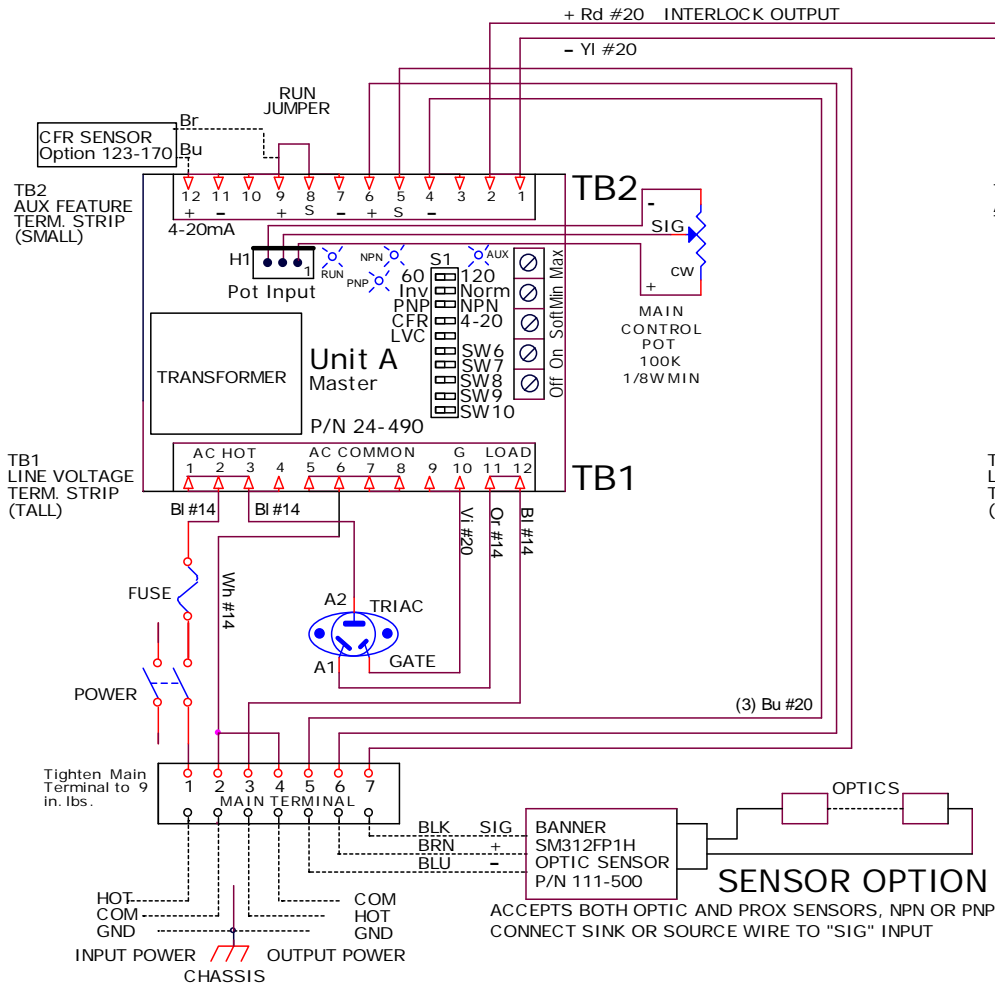 + Rd #20 INTERLOCK OUTPUT
- Yl #20
RUN
JUMPER
CFR SENSOR
Option 123-170
Br
Bu
TB2
AUX FEATURE
TERM. STRIP
(SMALL)
12 11 10 9 8 7 6 5 4 3 2 1
+ - + S - + S -
4-20mA
TB2
H1
1
Pot Input
RUN
NPN
PNP
AUX
S1
60 120
Inv Norm
PNP NPN
CFR 4-20
LVC
SW6
SW7
SW8
SW9
SW10
Off On Soft Min Max
-
SIG
CW
+
MAIN
CONTROL
POT
100K
1/8W MIN
TRANSFORMER
Unit A
Master
P/N 24-490
TB1
LINE VOLTAGE
TERM. STRIP
(TALL)
AC HOT AC COMMON G LOAD
1 2 3 4 5 6 7 8 9 10 11 12
TB1
Bl #14
Bl #14
Wh #14
Vi #20
Or #14
Bl #14
FUSE
A2
TRIAC
A1
GATE
POWER
(3) Bu #20
Tighten Main
Terminal to 9
in. lbs.
1 2 3 4 5 6 7
MAIN TERMINAL
BLK SIG
BRN +
BLU -
BANNER
SM312FP1H
OPTIC SENSOR
P/N 111-500
OPTICS
SENSOR OPTION
ACCEPTS BOTH OPTIC AND PROX SENSORS, NPN OR PNP
CONNECT SINK OR SOURCE WIRE TO "SIG" INPUT
HOT
COM
GND
COM
HOT
GND
INPUT POWER
OUTPUT POWER
CHASSIS